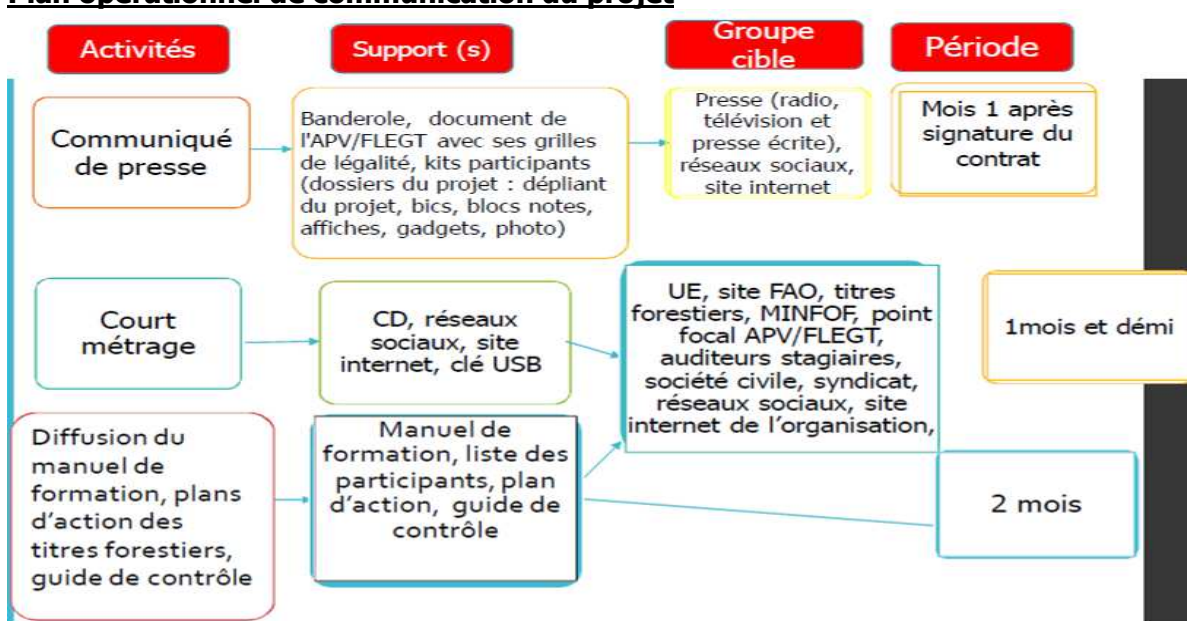 Plan opérationnel de communication du projet
Activités
Support (s)
Groupe
cible
Période
Communiqué
de presse
Banderole, document de
l'APV/FLEGT avec ses grilles
de légalité, kits participants
(dossiers du projet : dépliant
du projet, bics, blocs notes,
affiches, gadgets, photo)
Presse (radio,
télévision et
presse écrite),
réseaux sociaux,
site internet
Mois 1 après
signature du
contrat
Court
métrage
CD, réseaux
sociaux, site
internet, clé USB
UE, site FAO, titres
forestiers, MINFOF, point
focal APV/FLEGT,
auditeurs stagiaires,
société civile, syndicat,
réseaux sociaux, site
internet de l'organisation,
1mois et démi
Diffusion du
manuel de
formation, plans
d'action des
titres forestiers,
guide de contrôle
Manuel de
formation, liste des
participants, plan
d'action, guide de
contrôle
2 mois